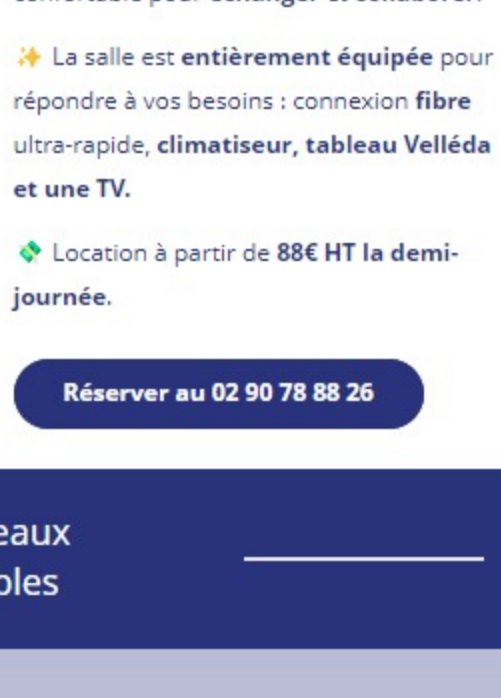 ✨ La salle est entièrement équipée pour
répondre à vos besoins : connexion fibre
ultra-rapide, climatiseur, tableau Velléda
et une TV.
💸 Location à partir de 88€ HT la demi-
journée.
Réserver au 02 90 78 88 26
eaux
bles